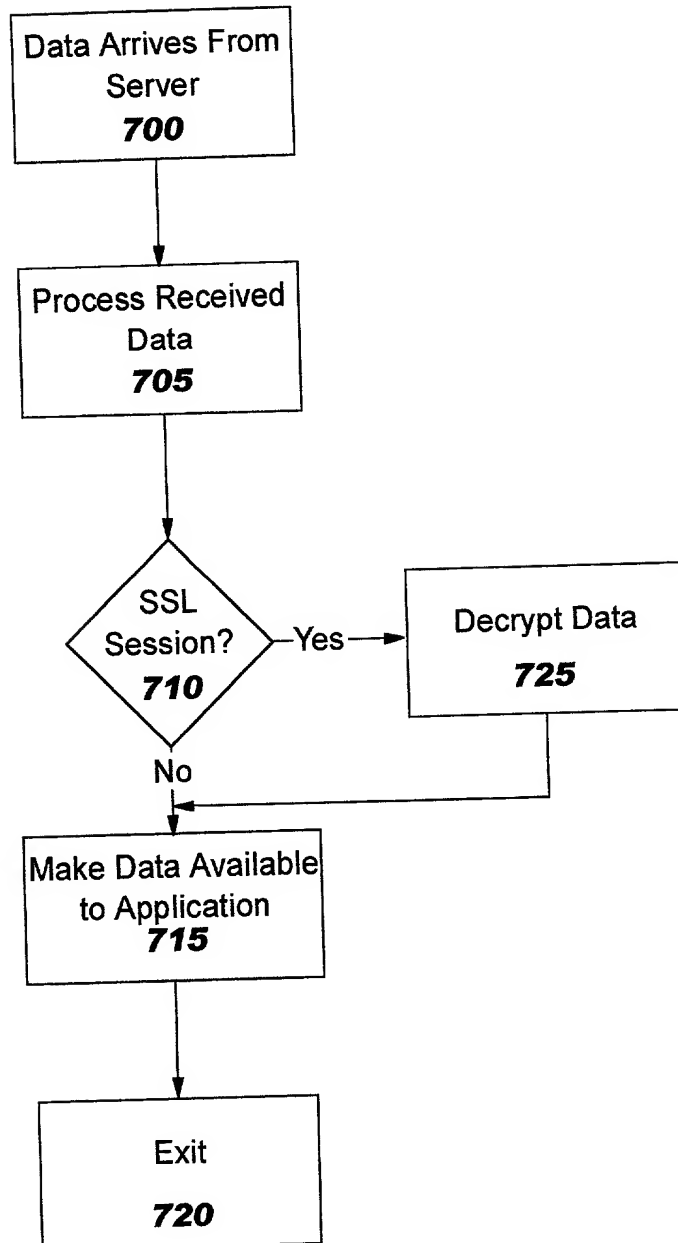 Data Arrives From
Server
700
Process Received
Data
705
SSL
Session?
710
Yes
Decrypt Data
725
No
Make Data Available
to Application
715
Exit
720